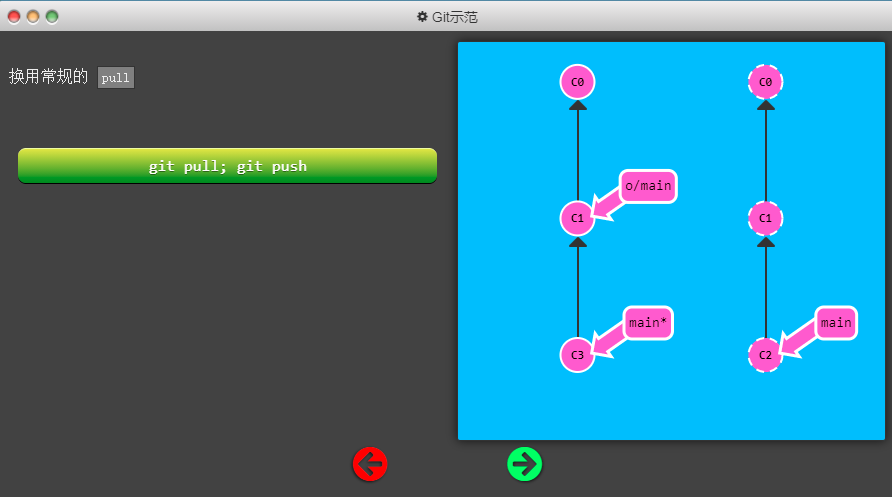 Git示范
换用常规的 pull
git pull; git push
C0
C0
o/main
C1
C1
main*
main
C3
C2